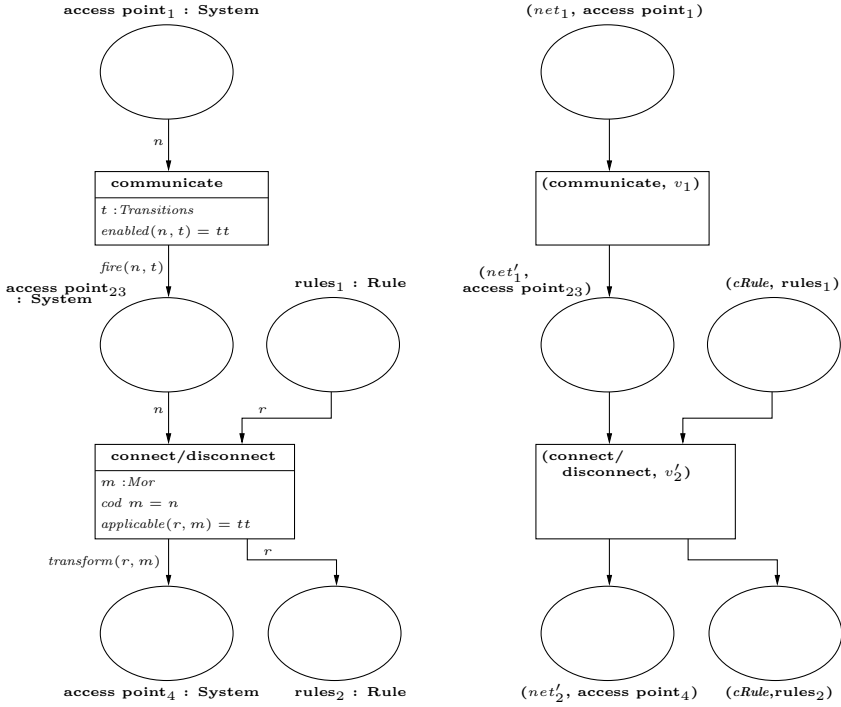 access point₁ : System
(net₁, access point₁)
n
communicate
t : Transitions
enabled(n, t) = tt
(communicate, v₁)
fire(n, t)
access point₂₃
: System
rules₁ : Rule
(net′₁,
access point₂₃)
(cRule, rules₁)
n
r
connect/disconnect
m : Mor
cod m = n
applicable(r, m) = tt
(connect/
disconnect, v′₂)
transform(r, m)
r
access point₄ : System
rules₂ : Rule
(net′₂, access point₄)
(cRule,rules₂)